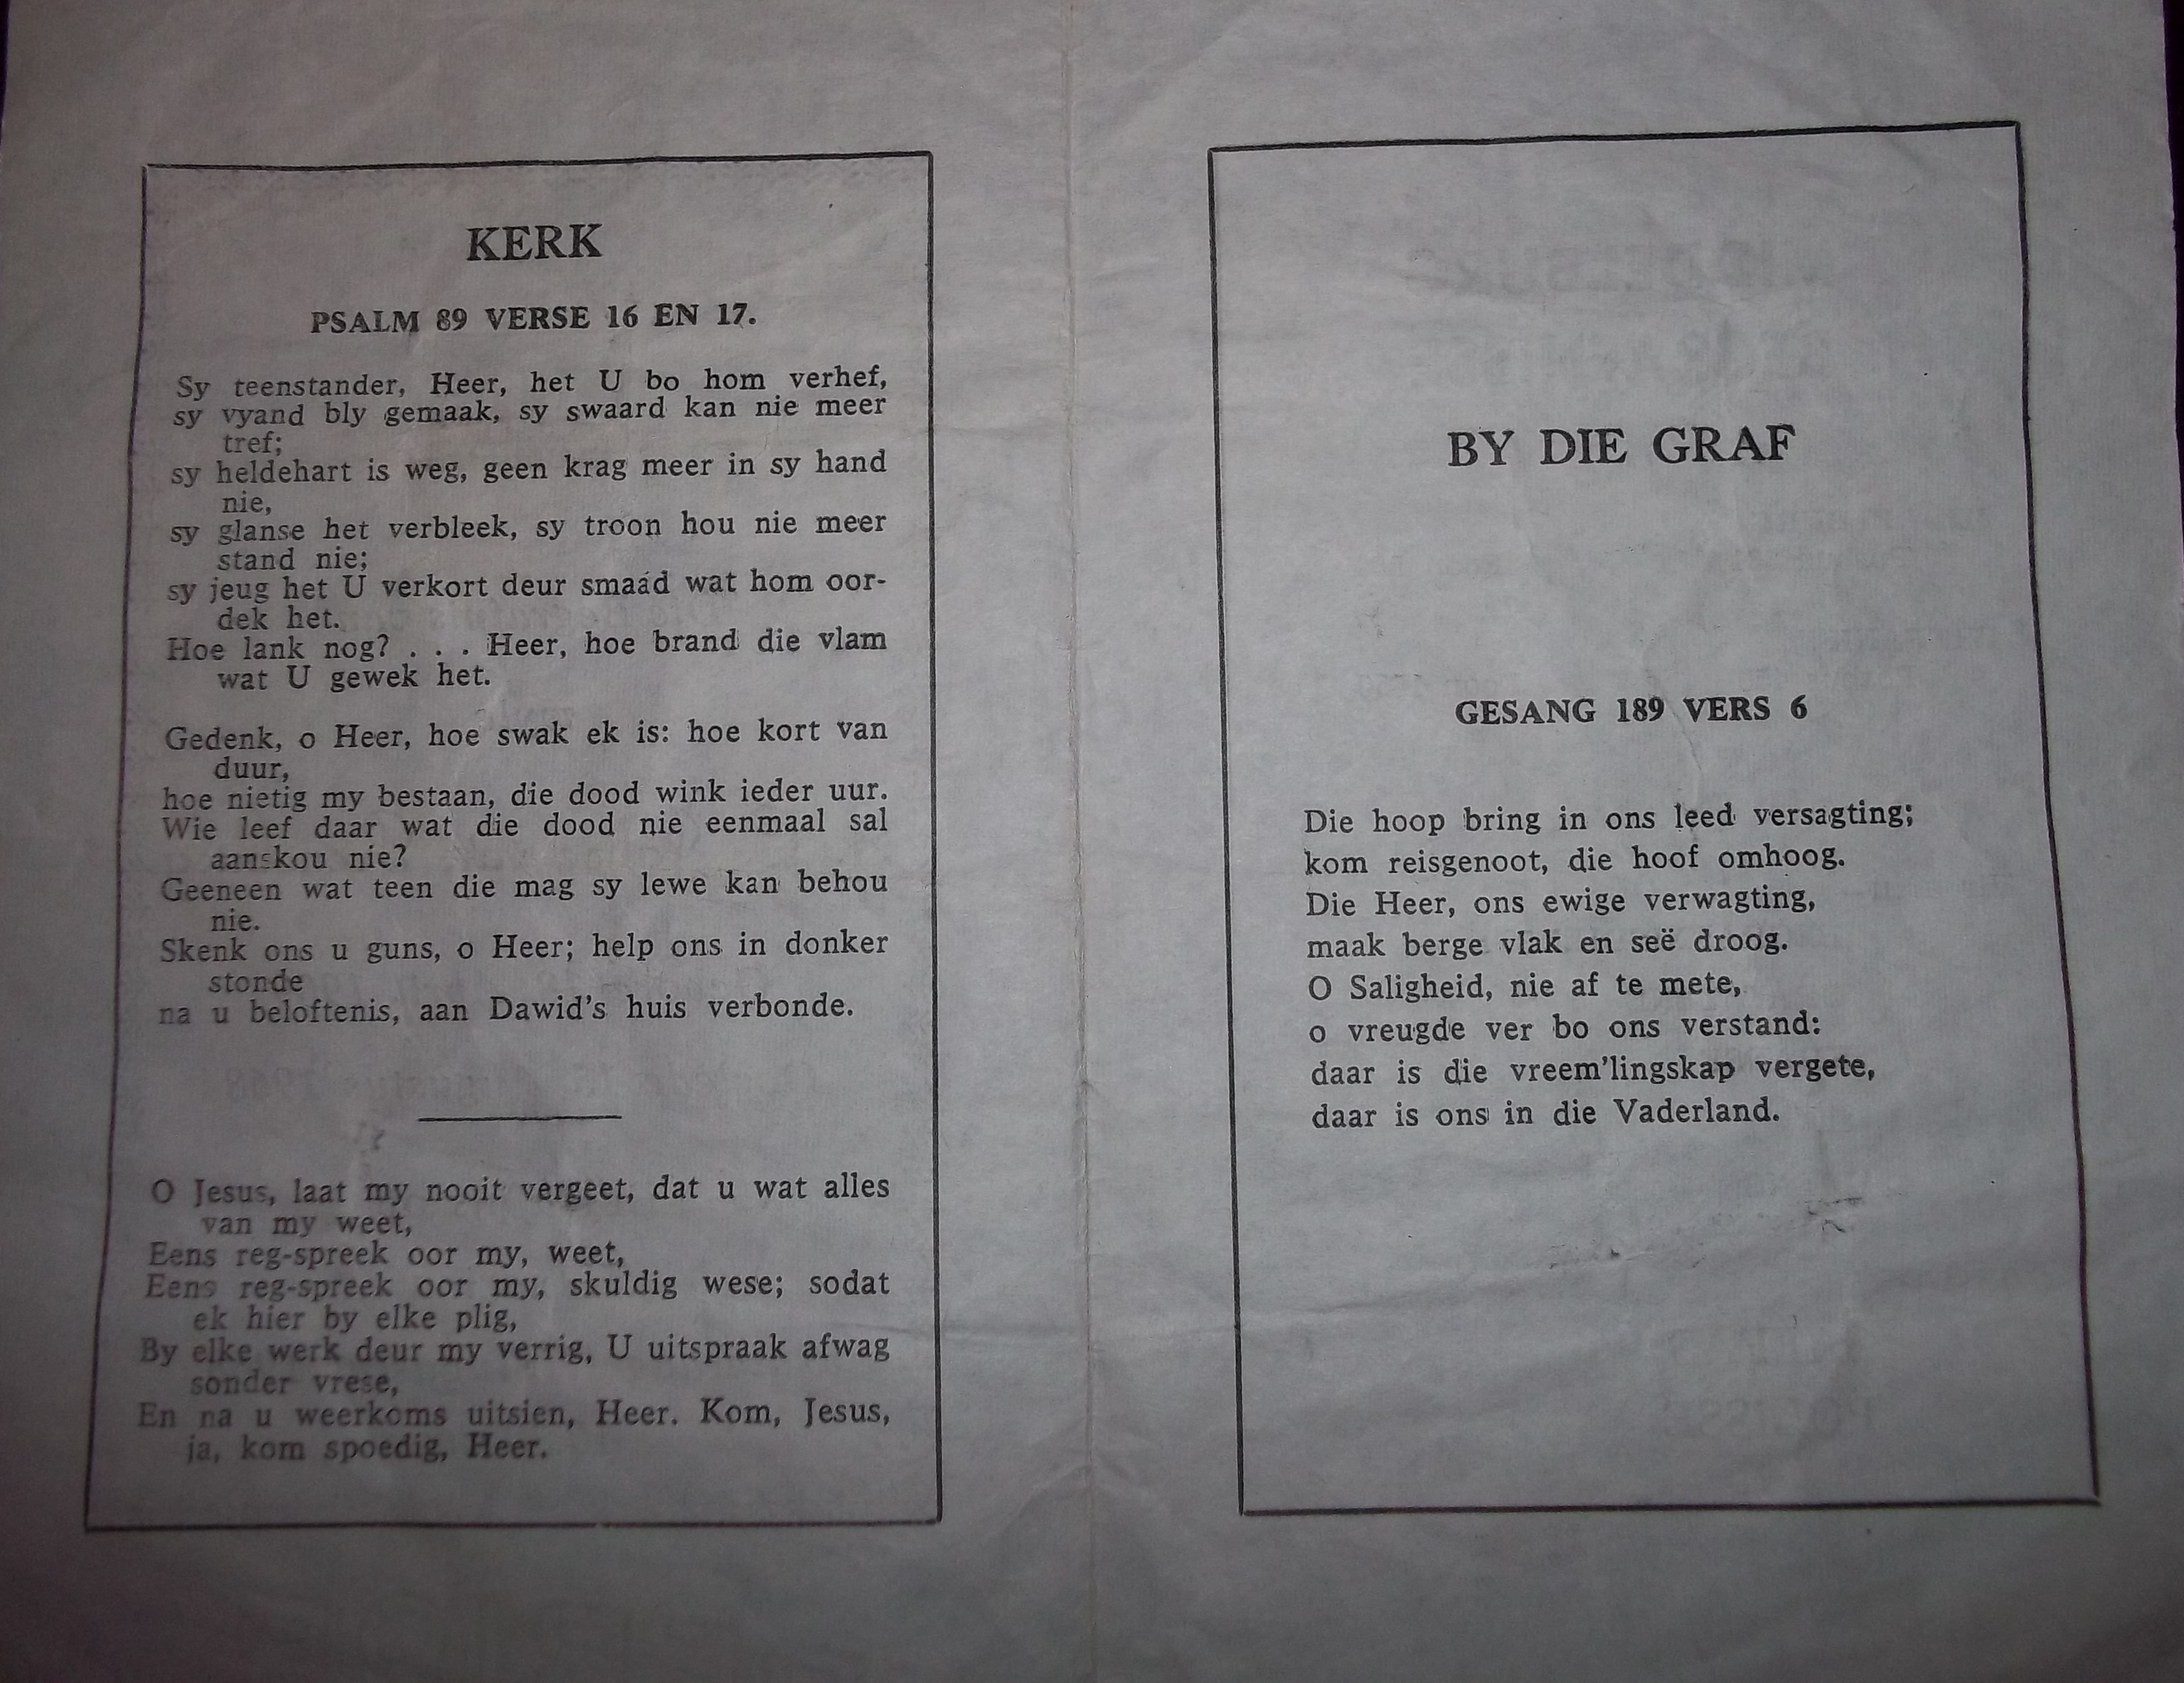 KERK
PSALM 89 VERSE 16 EN 17.
Sy teenstander, Heer, het U bo hom verhef,
sy vyand bly gemaak, sy swaard kan nie meer
tref;
sy heldehart is weg, geen krag meer in sy hand
nie,
sy glanse het verbleek, sy troon hou nie meer
stand nie;
sy jeug het U verkort deur smaad wat hom oor-
dek het.
Hoe lank nog? . . . Heer, hoe brand die vlam
wat U gewek het.
Gedenk, o Heer, hoe swak ek is: hoe kort van
duur,
hoe nietig my bestaan, die dood wink ieder uur.
Wie leef daar wat die dood nie eenmaal sal
aanskou nie?
Geeneen wat teen die mag sy lewe kan behou
nie.
Skenk ons u guns, o Heer; help ons in donker
stonde
na u beloftenis, aan Dawid's huis verbonde.
O Jesus, laat my nooit vergeet, dat u wat alles
van my weet,
Eens reg-spreek oor my, weet,
Eens reg-spreek oor my, skuldig wese; sodat
ek hier by elke plig,
By elke werk deur my verrig, U uitspraak afwag
sonder vrese,
En na u weerkoms uitsien, Heer. Kom, Jesus,
ja, kom spoedig, Heer.
BY DIE GRAF
GESANG 189 VERS 6
Die hoop bring in ons leed versagting;
kom reisgenoot, die hoof omhoog.
Die Heer, ons ewige verwagting,
maak berge vlak en seë droog.
O Saligheid, nie af te mete,
o vreugde ver bo ons verstand:
daar is die vreem'lingskap vergete,
daar is ons in die Vaderland.